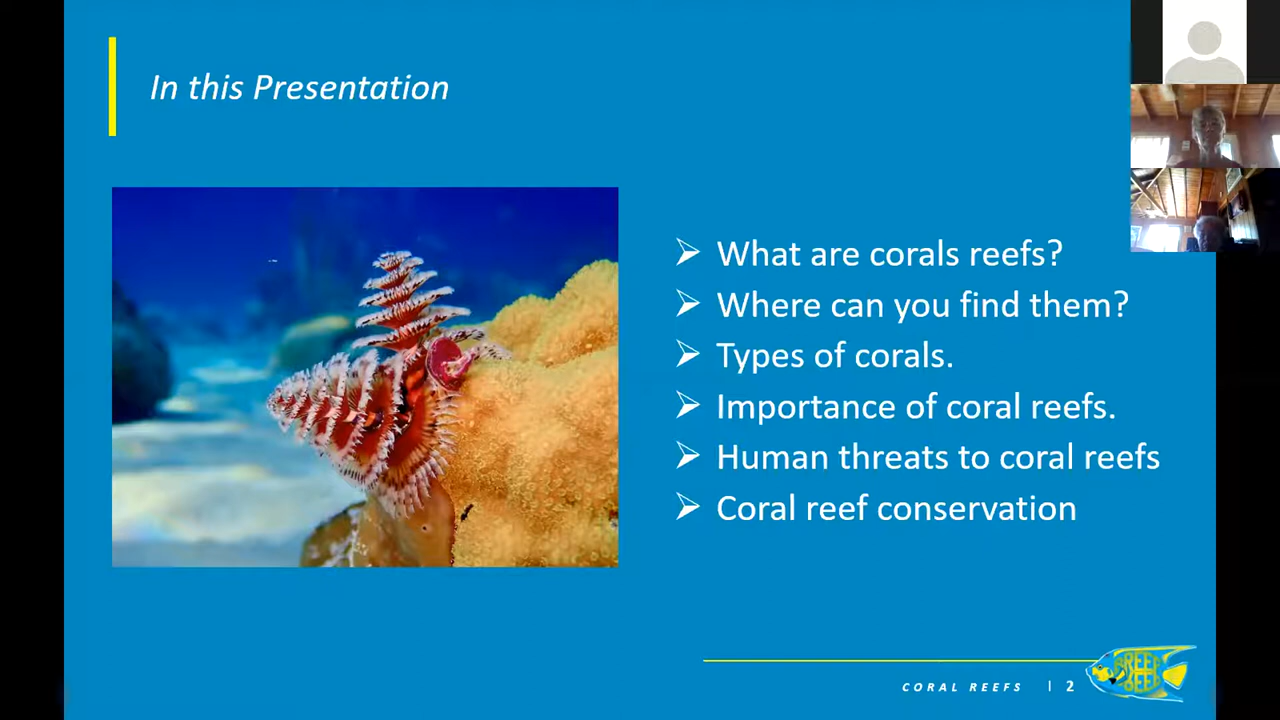 In this Presentation
What are corals reefs?
Where can you find them?
Types of corals.
Importance of coral reefs.
Human threats to coral reefs
Coral reef conservation
CORAL REEFS | 2
REEF